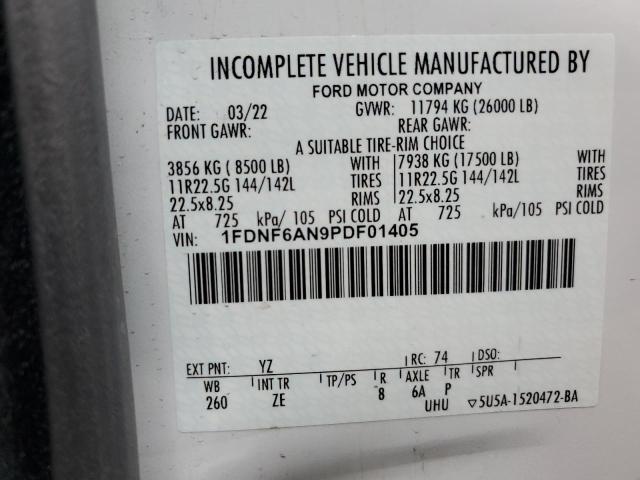 INCOMPLETE VEHICLE MANUFACTURED BY
FORD MOTOR COMPANY
DATE: 03/22 GVWR: 11794 KG (26000 LB)
FRONT GAWR: REAR GAWR:
A SUITABLE TIRE-RIM CHOICE
3856 KG ( 8500 LB) WITH 7938 KG (17500 LB) WITH
11R22.5G 144/142L TIRES 11R22.5G 144/142L TIRES
22.5x8.25 RIMS 22.5x8.25 RIMS
AT 725 kPa/ 105 PSI COLD AT 725 kPa/105 PSI COLD
VIN: 1FDNF6AN9PDF01405
EXT PNT: YZ RC: 74 DSO:
WB INT TR TP/PS R AXLE TR SPR
260 ZE 8 6A P
UHU ▽5U5A-1520472-BA